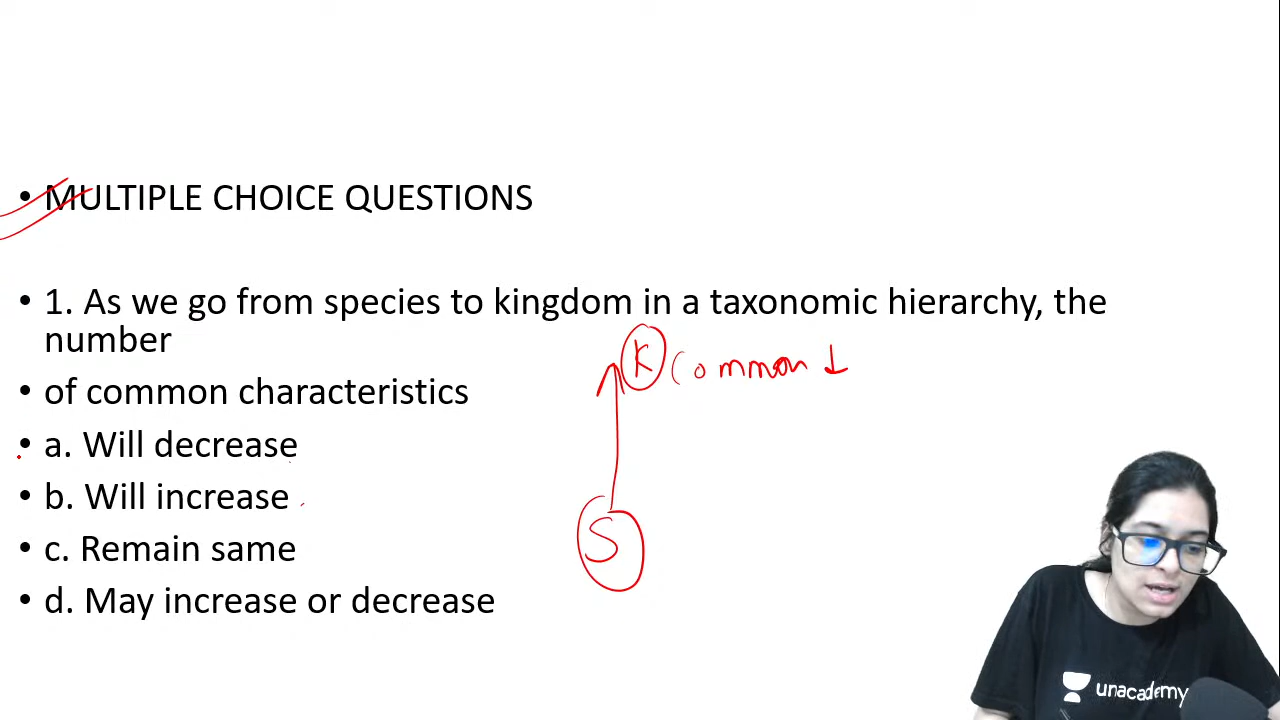 • MULTIPLE CHOICE QUESTIONS
• 1. As we go from species to kingdom in a taxonomic hierarchy, the
number
K Common ↓
• of common characteristics
• a. Will decrease
• b. Will increase
S
• c. Remain same
• d. May increase or decrease
unacademy